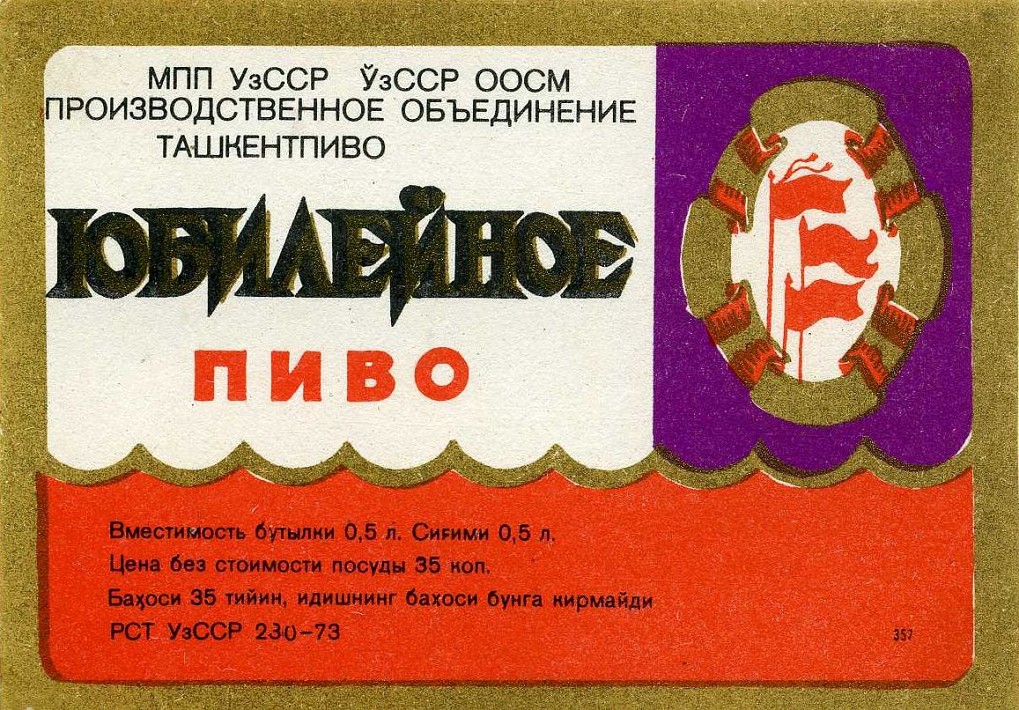 МПП УзССР ЎзССР ООСМ
ПРОИЗВОДСТВЕННОЕ ОБЪЕДИНЕНИЕ
ТАШКЕНТПИВО
ЮБИЛЕЙНОЕ
ПИВО
Вместимость бутылки 0,5 л. Сиғими 0,5 л.
Цена без стоимости посуды 35 коп.
Баҳоси 35 тийин, идишнинг баҳоси бунга кирмайди
РСТ УзССР 230-73
357